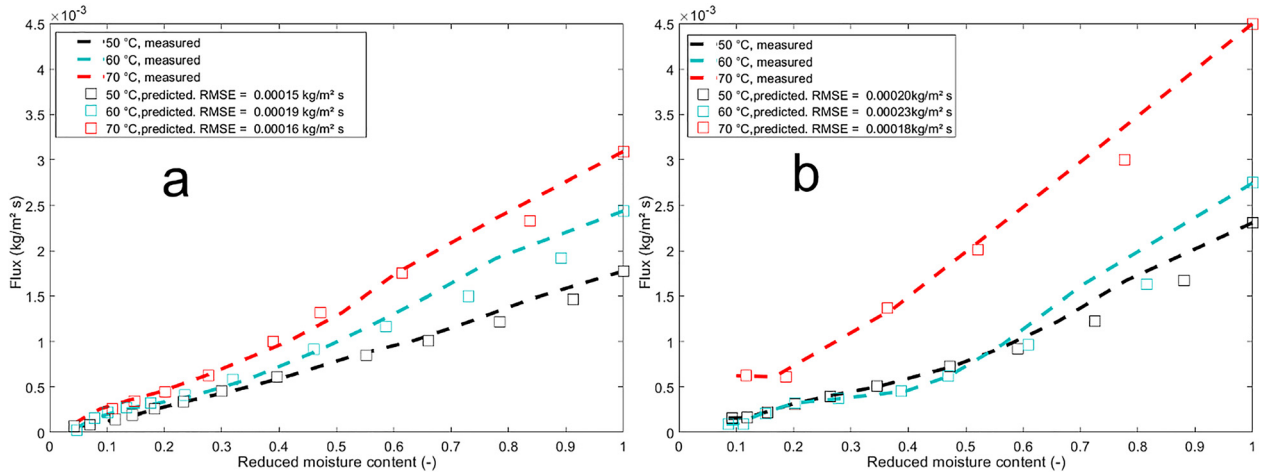 ×10⁻³
4.5
4
3.5
3
2.5
2
1.5
1
0.5
0
Flux (kg/m² s)
50 °C, measured
60 °C, measured
70 °C, measured
50 °C,predicted. RMSE = 0.00015 kg/m² s
60 °C,predicted. RMSE = 0.00019 kg/m² s
70 °C,predicted. RMSE = 0.00016 kg/m² s
a
0 0.1 0.2 0.3 0.4 0.5 0.6 0.7 0.8 0.9 1
Reduced moisture content (-)
×10⁻³
4.5
4
3.5
3
2.5
2
1.5
1
0.5
0
Flux (kg/m² s)
50 °C, measured
60 °C, measured
70 °C, measured
50 °C,predicted. RMSE = 0.00020kg/m² s
60 °C,predicted. RMSE = 0.00023kg/m² s
70 °C,predicted. RMSE = 0.00018kg/m² s
b
0 0.1 0.2 0.3 0.4 0.5 0.6 0.7 0.8 0.9 1
Reduced moisture content (-)